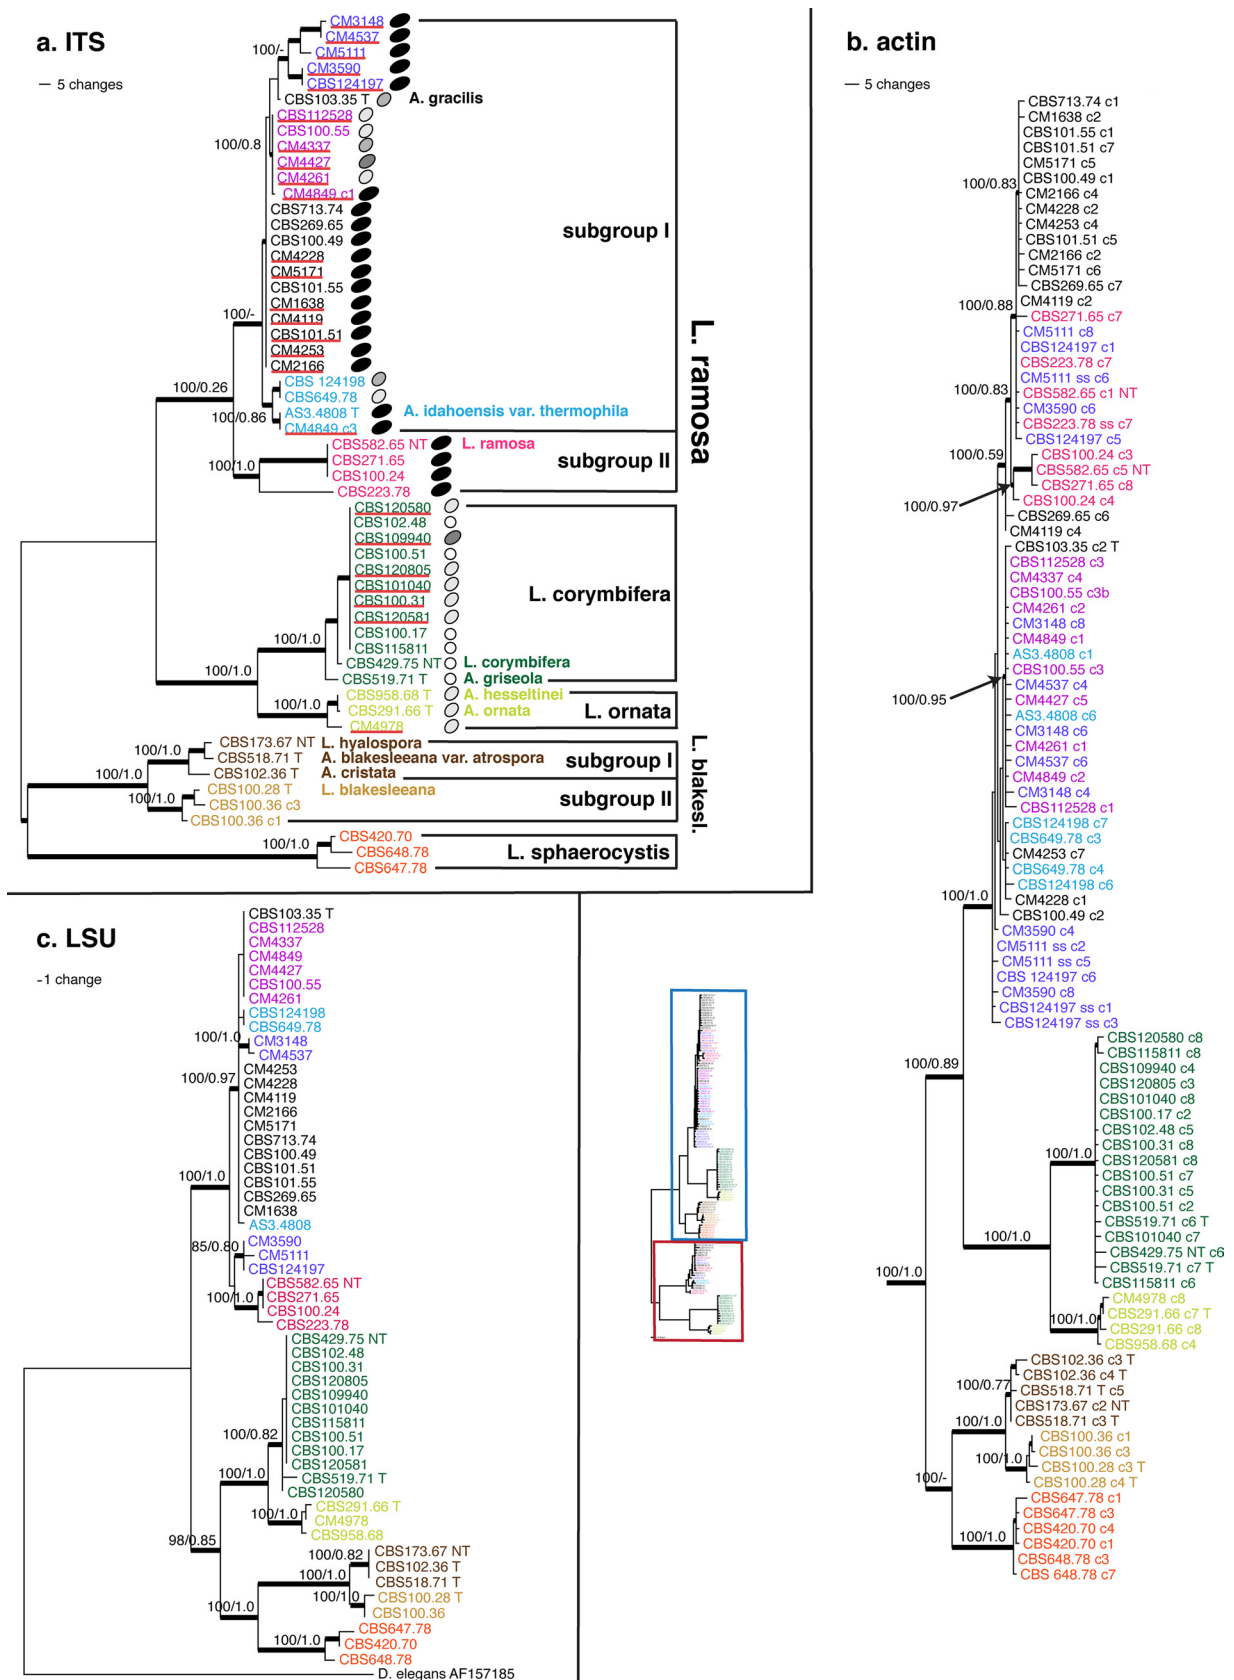 a. ITS
— 5 changes
100/-
CM3148
CM4537
CM5111
CM3590
CBS124197
CBS103.35 T
A. gracilis
CBS112528
CBS100.55
100/0.8
CM4337
CM4427
CM4261
CM4849 c1
CBS713.74
CBS269.65
subgroup I
CBS100.49
CM4228
CM5171
CBS101.55
CM1638
100/-
CM4119
CBS101.51
CM4253
CM2166
CBS 124198
100/0.26
CBS649.78
AS3.4808 T
A. idahoensis var. thermophila
100/0.86
CM4849 c3
L. ramosa
CBS582.65 NT
L. ramosa
CBS271.65
subgroup II
100/1.0
CBS100.24
CBS223.78
CBS120580
CBS102.48
CBS109940
CBS100.51
CBS120805
CBS101040
L. corymbifera
CBS100.31
CBS120581
CBS100.17
100/1.0
CBS115811
CBS429.75 NT
L. corymbifera
100/1.0
CBS519.71 T
A. griseola
CBS958.68 T
A. hesseltinei
100/1.0
CBS291.66 T
A. ornata
L. ornata
CM4978
CBS173.67 NT
L. hyalospora
100/1.0
CBS518.71 T
A. blakesleeana var. atrospora
subgroup I
100/1.0
CBS102.36 T
A. cristata
CBS100.28 T
L. blakesleeana
100/1.0
CBS100.36 c3
subgroup II
CBS100.36 c1
L. blakesl.
CBS420.70
100/1.0
CBS648.78
L. sphaerocystis
CBS647.78
b. actin
— 5 changes
CBS713.74 c1
CM1638 c2
CBS101.55 c1
CBS101.51 c7
CM5171 c5
100/0.83
CBS100.49 c1
CM2166 c4
CM4228 c2
CM4253 c4
CBS101.51 c5
CM2166 c2
CM5171 c6
CBS269.65 c7
100/0.88
CM4119 c2
CBS271.65 c7
CM5111 c8
CBS124197 c1
CBS223.78 c7
CM5111 ss c6
100/0.83
CBS582.65 c1 NT
CM3590 c6
CBS223.78 ss c7
CBS124197 c5
100/0.59
CBS100.24 c3
CBS582.65 c5 NT
CBS271.65 c8
100/0.97
CBS100.24 c4
CBS269.65 c6
CM4119 c4
CBS103.35 c2 T
CBS112528 c3
CM4337 c4
CBS100.55 c3b
CM4261 c2
CM3148 c8
CM4849 c1
AS3.4808 c1
CBS100.55 c3
CM4537 c4
100/0.95
CM4427 c5
AS3.4808 c6
CM3148 c6
CM4261 c1
CM4537 c6
CM4849 c2
CM3148 c4
CBS112528 c1
CBS124198 c7
CBS649.78 c3
CM4253 c7
CBS649.78 c4
CBS124198 c6
100/1.0
CM4228 c1
CBS100.49 c2
CM3590 c4
CM5111 ss c2
CM5111 ss c5
CBS 124197 c6
CM3590 c8
CBS124197 ss c1
CBS124197 ss c3
CBS120580 c8
CBS115811 c8
100/0.89
CBS109940 c4
CBS120805 c3
CBS101040 c8
CBS100.17 c2
CBS102.48 c5
CBS100.31 c8
100/1.0
CBS120581 c8
CBS100.51 c7
CBS100.31 c5
CBS100.51 c2
CBS519.71 c6 T
CBS101040 c7
100/1.0
CBS429.75 NT c6
CBS519.71 c7 T
100/1.0
CBS115811 c6
CM4978 c8
CBS291.66 c7 T
100/1.0
CBS291.66 c8
CBS958.68 c4
CBS102.36 c3 T
CBS102.36 c4 T
100/0.77
CBS518.71 T c5
CBS173.67 c2 NT
100/1.0
CBS518.71 c3 T
CBS100.36 c1
CBS100.36 c3
100/1.0
CBS100.28 c3 T
100/-
CBS100.28 c4 T
CBS647.78 c1
CBS647.78 c3
CBS420.70 c4
100/1.0
CBS420.70 c1
CBS648.78 c3
CBS 648.78 c7
c. LSU
-1 change
CBS103.35 T
CBS112528
CM4337
CM4849
CM4427
CBS100.55
CM4261
CBS124198
CBS649.78
100/1.0
CM3148
CM4537
CM4253
100/0.97
CM4228
CM4119
CM2166
CM5171
CBS713.74
CBS100.49
CBS101.51
100/1.0
CBS101.55
CBS269.65
CM1638
AS3.4808
CM3590
85/0.80
CM5111
CBS124197
CBS582.65 NT
100/1.0
CBS271.65
CBS100.24
CBS223.78
CBS429.75 NT
CBS102.48
CBS100.31
CBS120805
CBS109940
CBS101040
CBS115811
100/0.82
CBS100.51
CBS100.17
CBS120581
100/1.0
CBS519.71 T
CBS120580
CBS291.66 T
100/1.0
CM4978
CBS958.68
98/0.85
CBS173.67 NT
100/0.82
CBS102.36 T
100/1.0
CBS518.71 T
100/1.0
CBS100.28 T
100/1.0
CBS100.36
CBS647.78
100/1.0
CBS420.70
CBS648.78
D. elegans AF157185